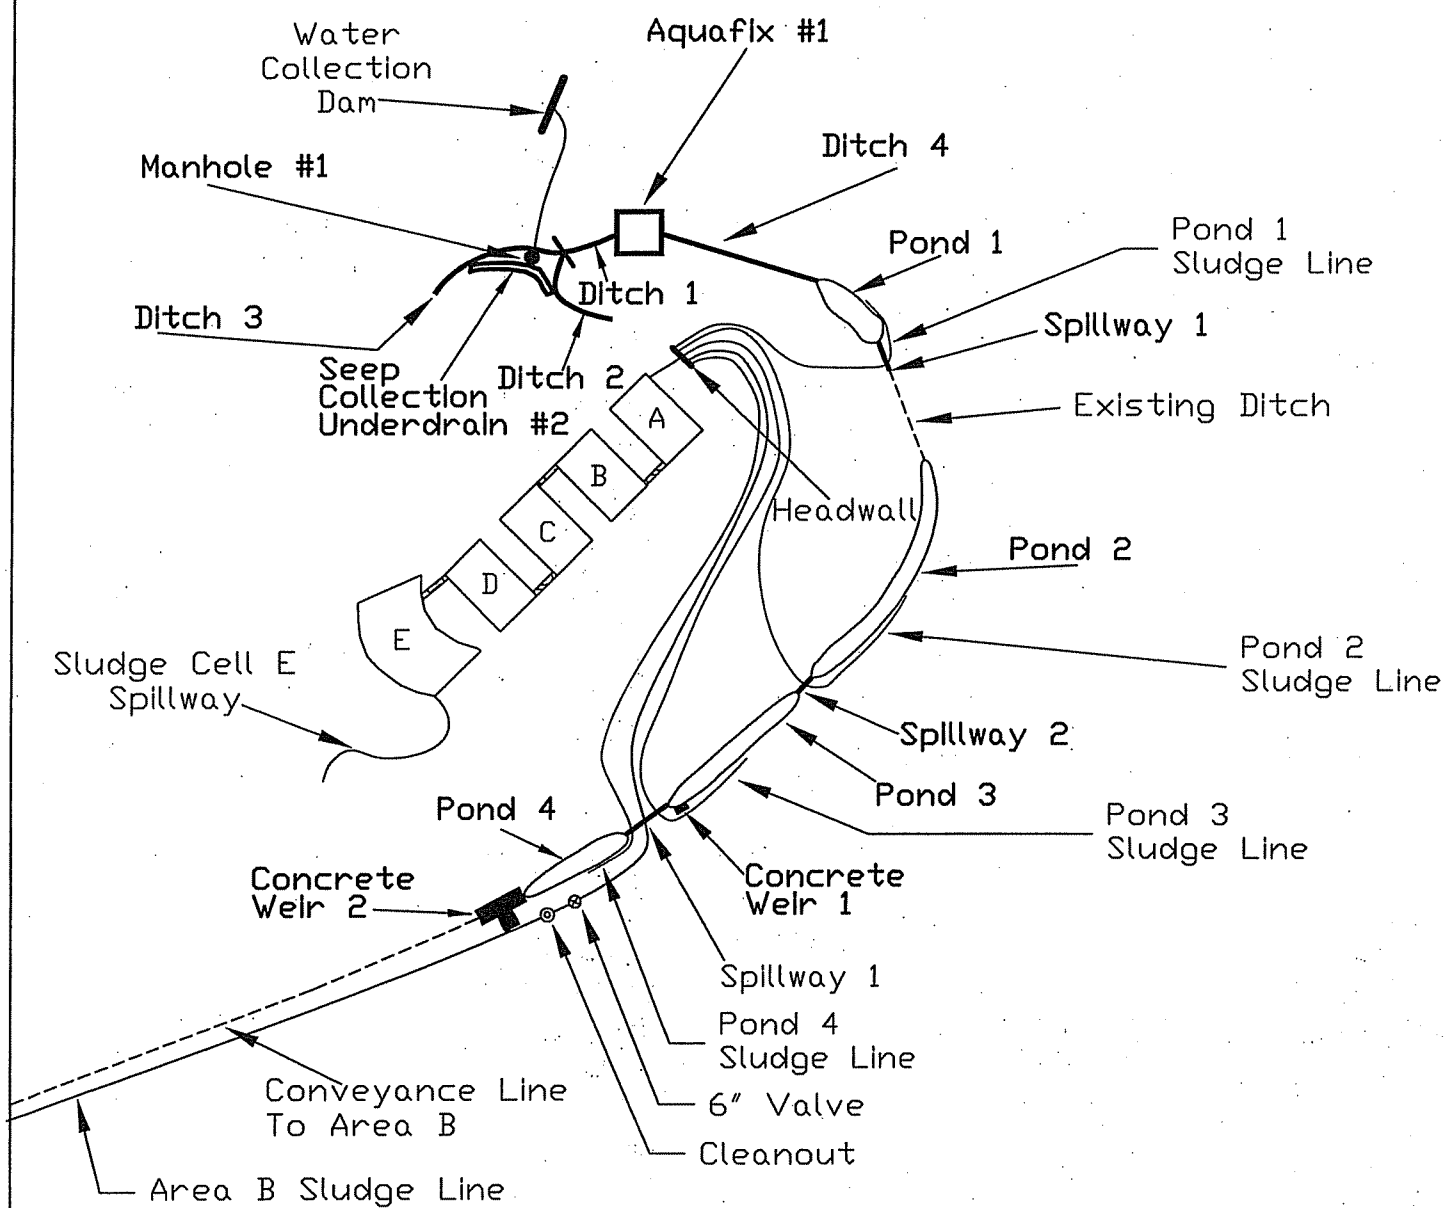 Water
Collection
Dam
Aquafix #1
Manhole #1
Ditch 4
Pond 1
Pond 1
Sludge Line
Ditch 3
Ditch 1
Spillway 1
Seep
Collection
Underdrain #2
Ditch 2
Existing Ditch
A
B
C
D
E
Headwall
Pond 2
Sludge Cell E
Spillway
Pond 2
Sludge Line
Spillway 2
Pond 3
Pond 4
Pond 3
Sludge Line
Concrete
Weir 2
Concrete
Weir 1
Spillway 1
Pond 4
Sludge Line
Conveyance Line
To Area B
6" Valve
Cleanout
Area B Sludge Line